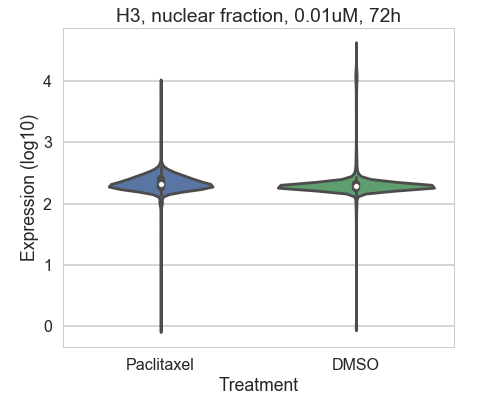 H3, nuclear fraction, 0.01uM, 72h
Expression (log10)
4
3
2
1
0
Paclitaxel DMSO
Treatment